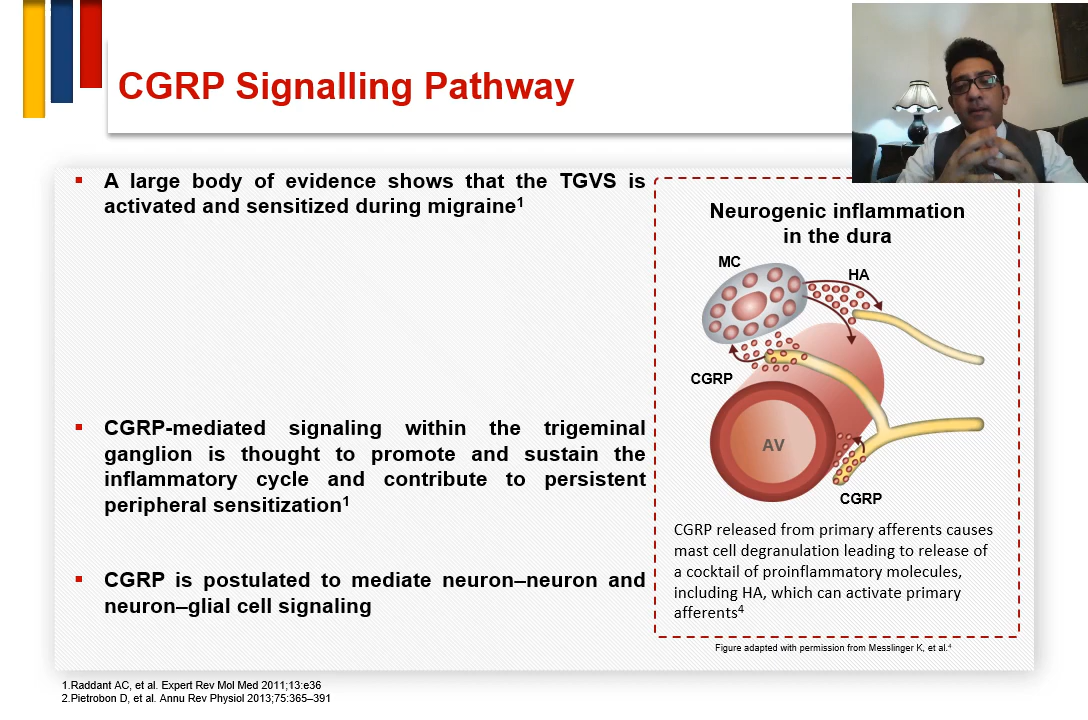 CGRP Signalling Pathway
▪ A large body of evidence shows that the TGVS is
activated and sensitized during migraine1
▪ CGRP-mediated signaling within the trigeminal
ganglion is thought to promote and sustain the
inflammatory cycle and contribute to persistent
peripheral sensitization1
▪ CGRP is postulated to mediate neuron–neuron and
neuron–glial cell signaling
Neurogenic inflammation
in the dura
MC
HA
CGRP
AV
CGRP
CGRP released from primary afferents causes
mast cell degranulation leading to release of
a cocktail of proinflammatory molecules,
including HA, which can activate primary
afferents4
Figure adapted with permission from Messlinger K, et al.4
1.Raddant AC, et al. Expert Rev Mol Med 2011;13:e36
2.Pietrobon D, et al. Annu Rev Physiol 2013;75:365–391